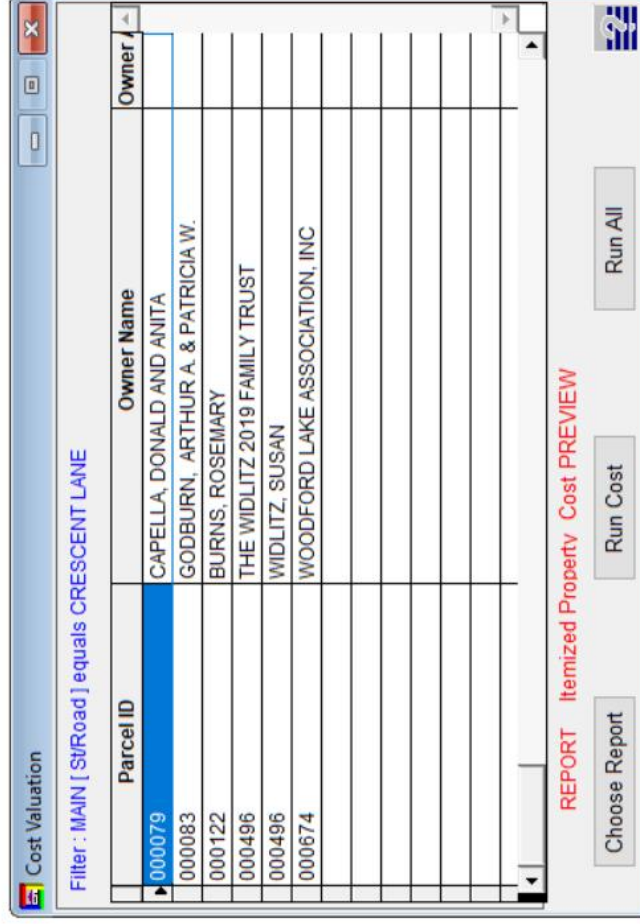 Cost Valuation
Filter : MAIN [ St/Road ] equals CRESCENT LANE
Parcel ID Owner Name Owner A
000079 CAPELLA, DONALD AND ANITA
000083 GODBURN, ARTHUR A. & PATRICIA W.
000122 BURNS, ROSEMARY
000496 THE WIDLITZ 2019 FAMILY TRUST
000496 WIDLITZ, SUSAN
000674 WOODFORD LAKE ASSOCIATION, INC
REPORT Itemized Property Cost PREVIEW
Choose Report Run Cost Run All